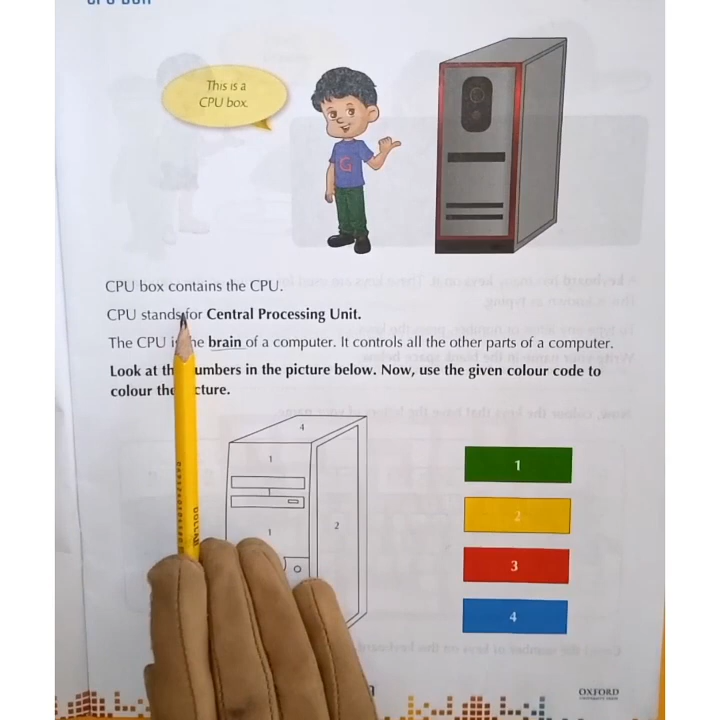 This is a
CPU box.
G
CPU box contains the CPU.
CPU stands for Central Processing Unit.
The CPU is the brain of a computer. It controls all the other parts of a computer.
Look at the numbers in the picture below. Now, use the given colour code to
colour the picture.
4
1
1
2
1
2
3
4
OXFORD